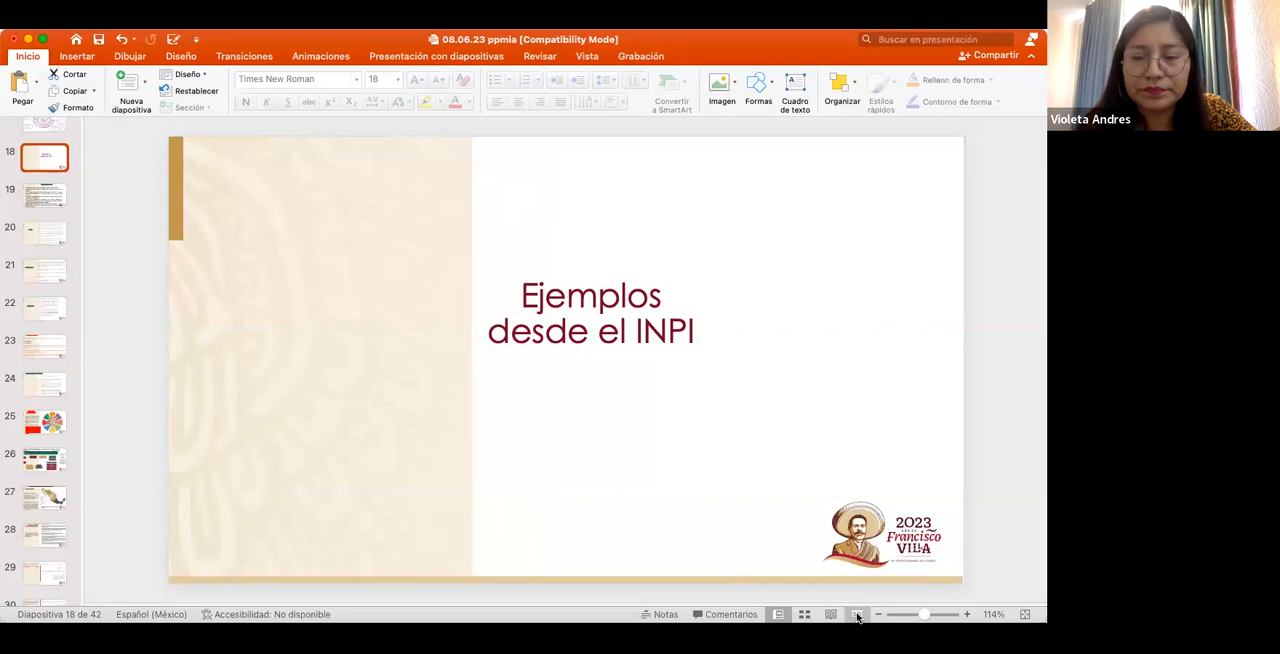 08.06.23 ppmia [Compatibility Mode]
Buscar en presentación
Inicio Insertar Dibujar Diseño Transiciones Animaciones Presentación con diapositivas Revisar Vista Grabación Compartir
Pegar
Cortar
Copiar
Formato
Nueva
diapositiva
Diseño
Restablecer
Sección
Times New Roman 18
N K S abc X² X₂
Convertir
a SmartArt
Imagen
Formas
Cuadro
de texto
Organizar
Estilos
rápidos
Relleno de forma
Contorno de forma
Violeta Andres
18
19
20
21
22
23
24
25
26
27
28
29
30
Ejemplos
desde el INPI
2023
Francisco
VILLA
Diapositiva 18 de 42 Español (México) Accesibilidad: No disponible Notas Comentarios 114%